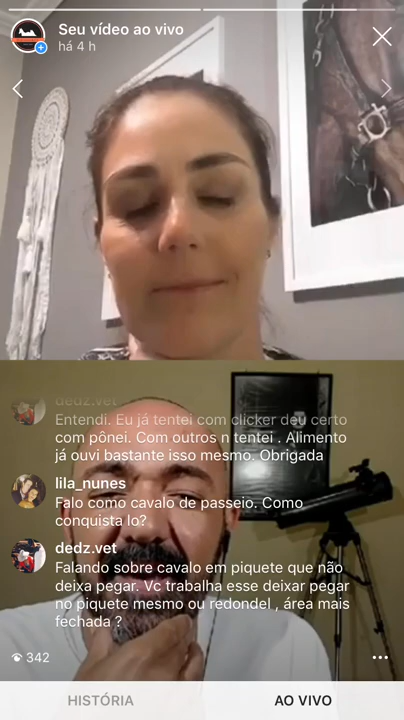 Seu vídeo ao vivo
há 4 h
dedz.vet
Entendi. Eu já tentei com clicker deu certo
com pônei. Com outros n tentei . Alimento
já ouvi bastante isso mesmo. Obrigada
lila_nunes
Falo como cavalo de passeio. Como
conquista lo?
dedz.vet
Falando sobre cavalo em piquete que não
deixa pegar. Vc trabalha esse deixar pegar
no piquete mesmo ou redondel , área mais
fechada ?
342
HISTÓRIA
AO VIVO